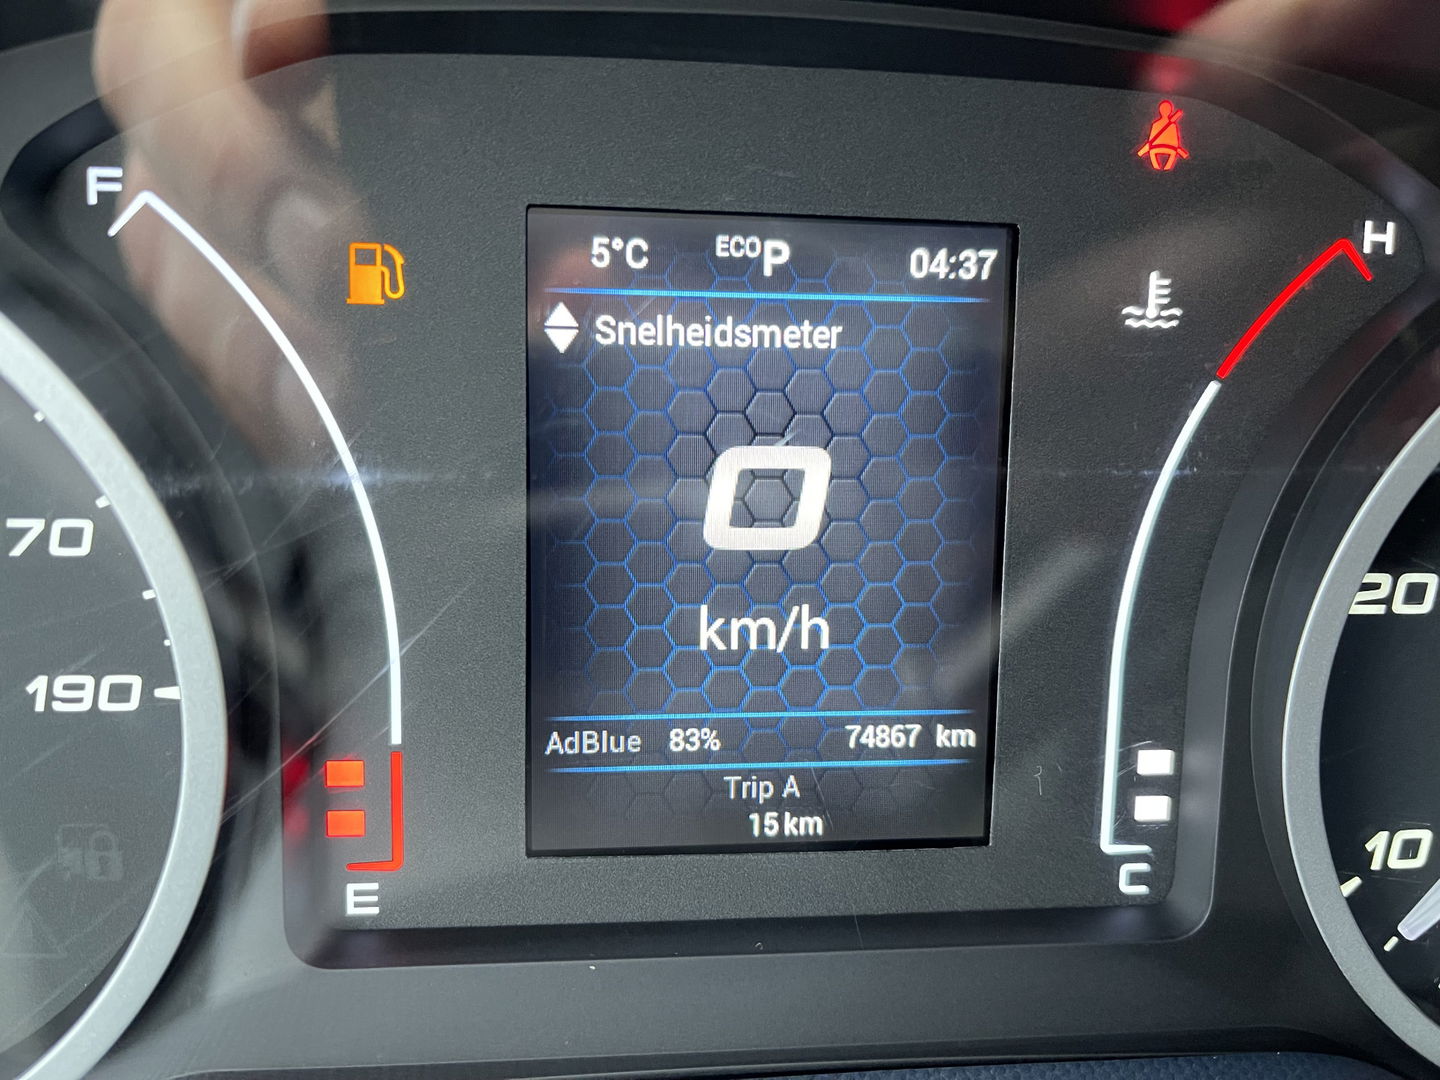 F
5°C ECO P 04:37
H
Snelheidsmeter
0
km/h
70
190
20
10
AdBlue 83% 74867 km
Trip A
15 km
E
C